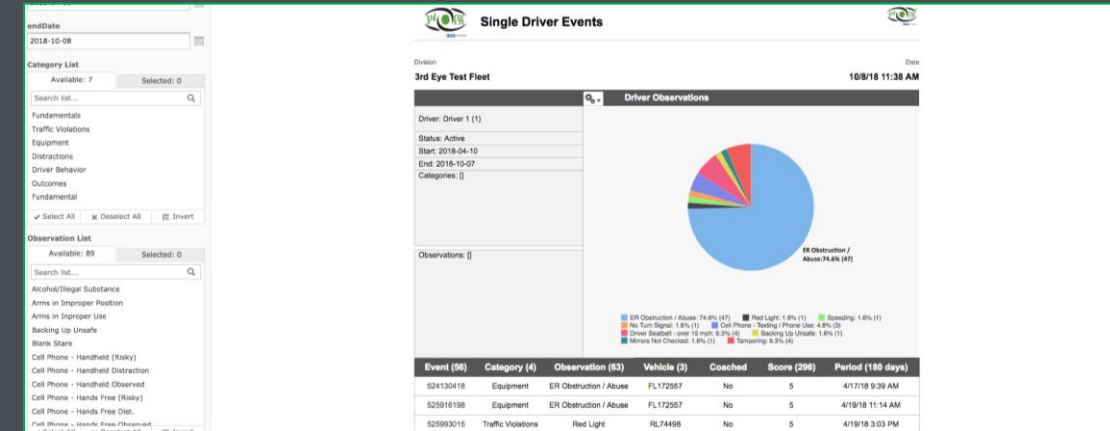 endDate
2018-10-08
Category List
Available: 7
Selected: 0
Search list...
Fundamentals
Traffic Violations
Equipment
Distractions
Driver Behavior
Outcomes
Fundamental
Select All
Deselect All
Invert
Observation List
Available: 89
Selected: 0
Search list...
Alcohol/Illegal Substance
Arms in Improper Position
Arms in Inproper Use
Backing Up Unsafe
Blank Stare
Cell Phone - Handheld (Risky)
Cell Phone - Handheld Distraction
Cell Phone - Handheld Observed
Cell Phone - Hands Free (Risky)
Cell Phone - Hands Free Dist.
Cell Phone - Hands Free Observed
Single Driver Events
Division
Date
3rd Eye Test Fleet
10/8/18 11:38 AM
Driver Observations
Driver: Driver 1 (1)
Status: Active
Start: 2018-04-10
End: 2018-10-07
Categories: []
Observations: []
ER Obstruction /
Abuse:74.6% (47)
ER Obstruction / Abuse: 74.6% (47) Red Light: 1.6% (1) Speeding: 1.6% (1)
No Turn Signal: 1.6% (1) Cell Phone - Texting / Phone Use: 4.8% (3)
Driver Seatbelt - over 15 mph: 6.3% (4) Backing Up Unsafe: 1.6% (1)
Mirrors Not Checked: 1.6% (1) Tampering: 6.3% (4)
Event (56) Category (4) Observation (63) Vehicle (3) Coached Score (296) Period (180 days)
524130418 Equipment ER Obstruction / Abuse FL172557 No 5 4/17/18 9:39 AM
525916198 Equipment ER Obstruction / Abuse FL172557 No 5 4/19/18 11:14 AM
525993015 Traffic Violations Red Light RL74498 No 5 4/19/18 3:03 PM